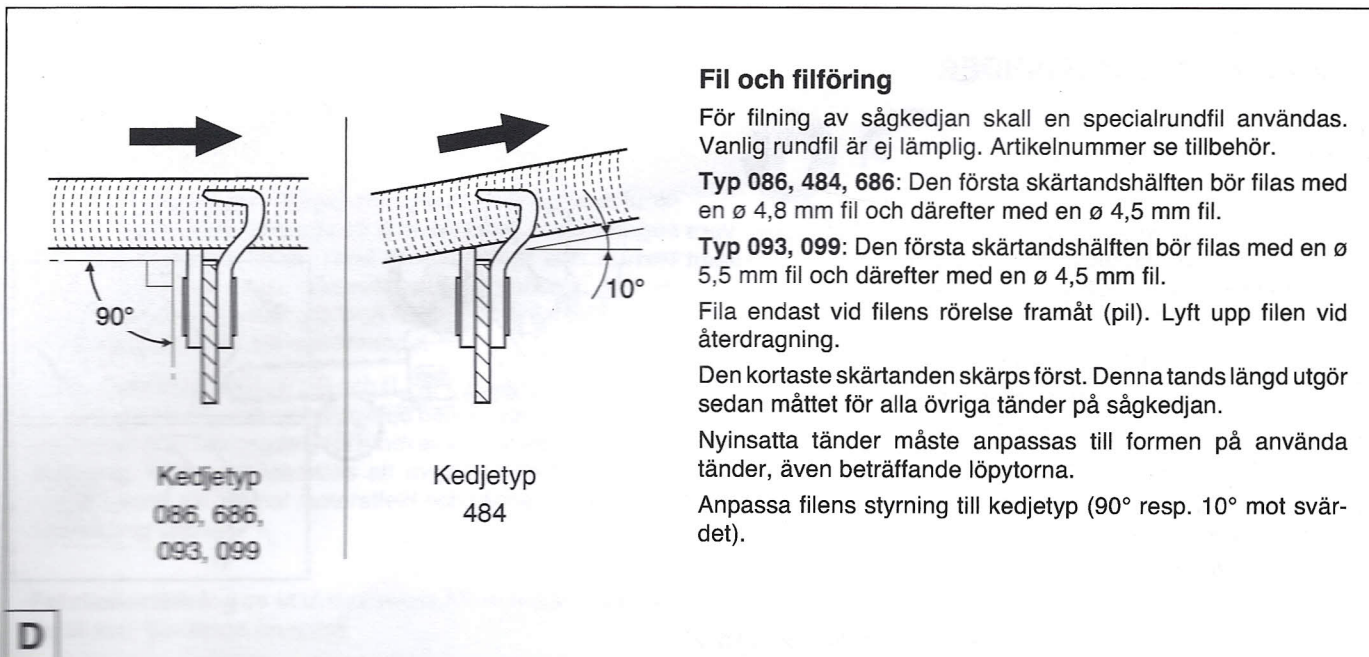 Fil och filföring
För filning av sågkedjan skall en specialrundfil användas.
Vanlig rundfil är ej lämplig. Artikelnummer se tillbehör.
Typ 086, 484, 686: Den första skärtandshälften bör filas med
en ø 4,8 mm fil och därefter med en ø 4,5 mm fil.
Typ 093, 099: Den första skärtandshälften bör filas med en ø
5,5 mm fil och därefter med en ø 4,5 mm fil.
Fila endast vid filens rörelse framåt (pil). Lyft upp filen vid
återdragning.
Den kortaste skärtanden skärps först. Denna tands längd utgör
sedan måttet för alla övriga tänder på sågkedjan.
Nyinsatta tänder måste anpassas till formen på använda
tänder, även beträffande löpytorna.
Anpassa filens styrning till kedjetyp (90° resp. 10° mot svär-
det).
90°
10°
Kedjetyp
086, 686,
093, 099
Kedjetyp
484
D